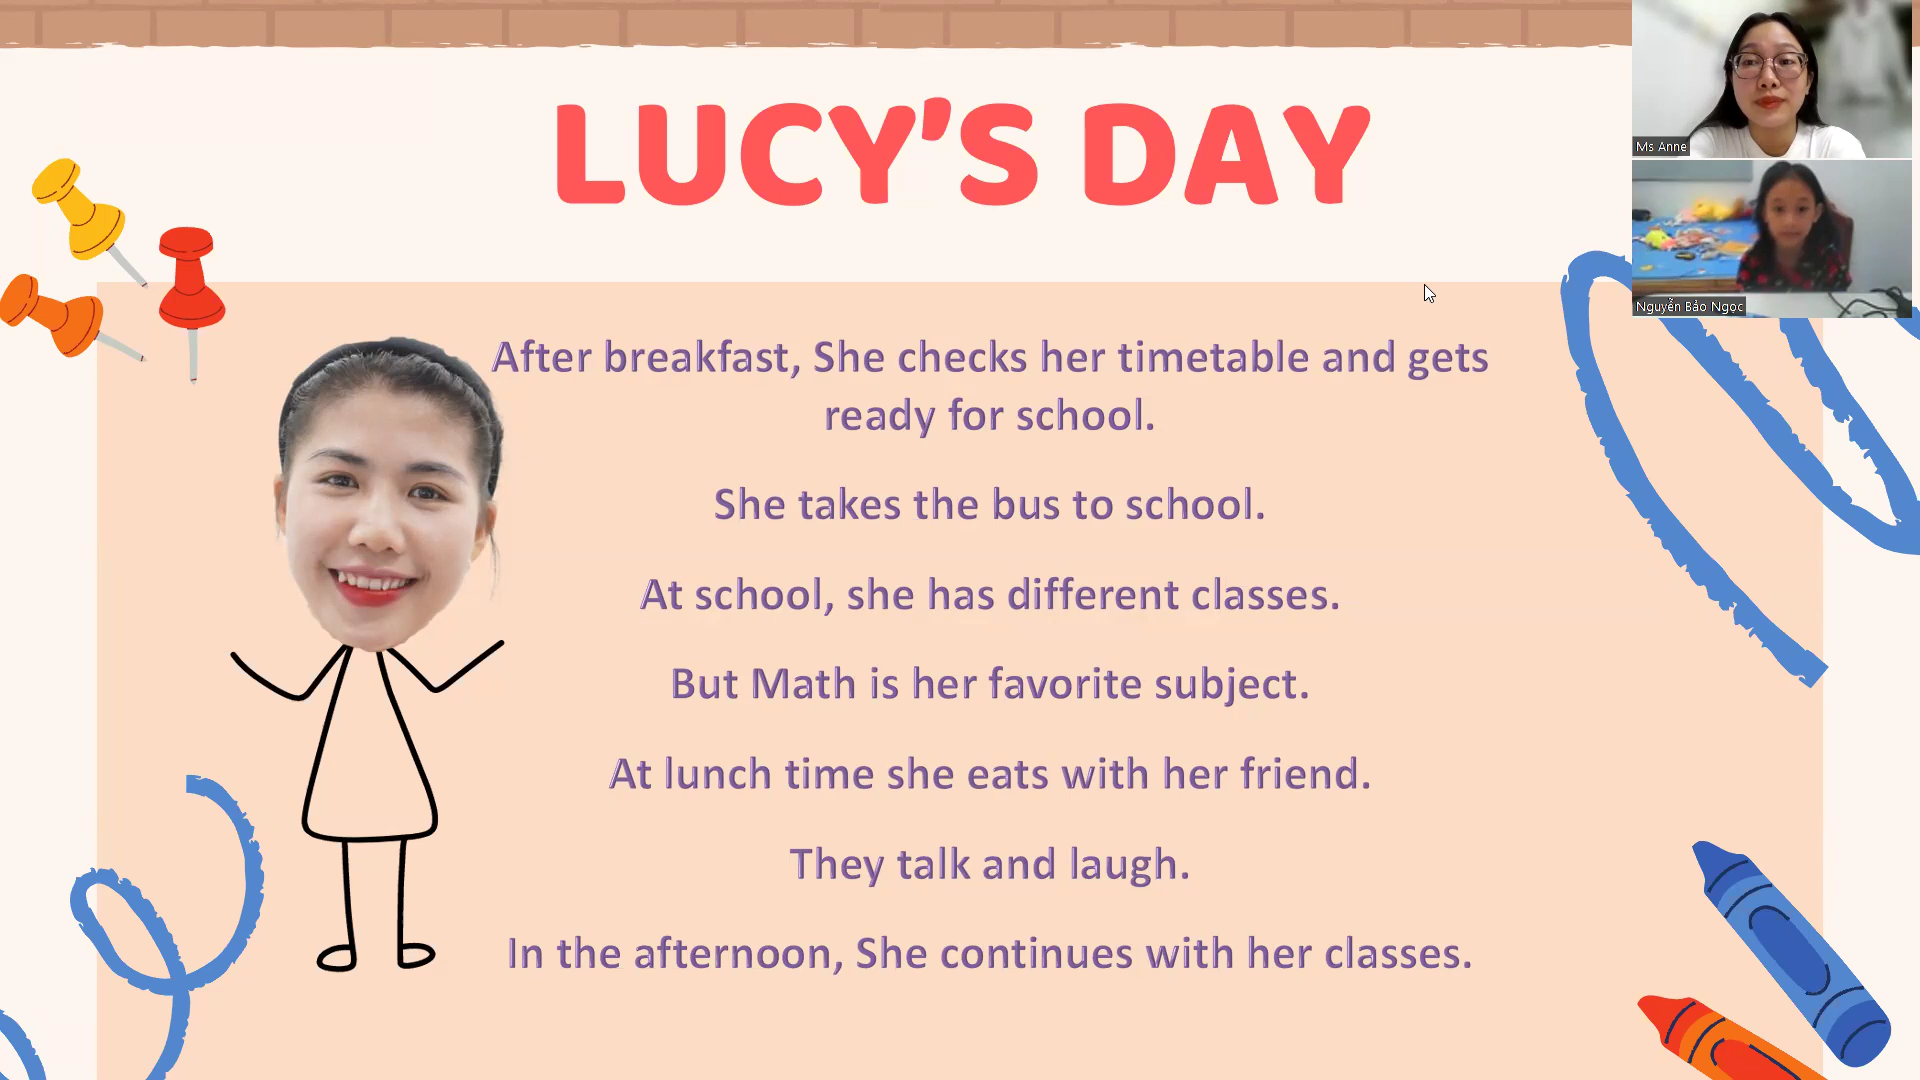 LUCY'S DAY
Ms Anne
Nguyễn Bảo Ngọc
After breakfast, She checks her timetable and gets
ready for school.
She takes the bus to school.
At school, she has different classes.
But Math is her favorite subject.
At lunch time she eats with her friend.
They talk and laugh.
In the afternoon, She continues with her classes.